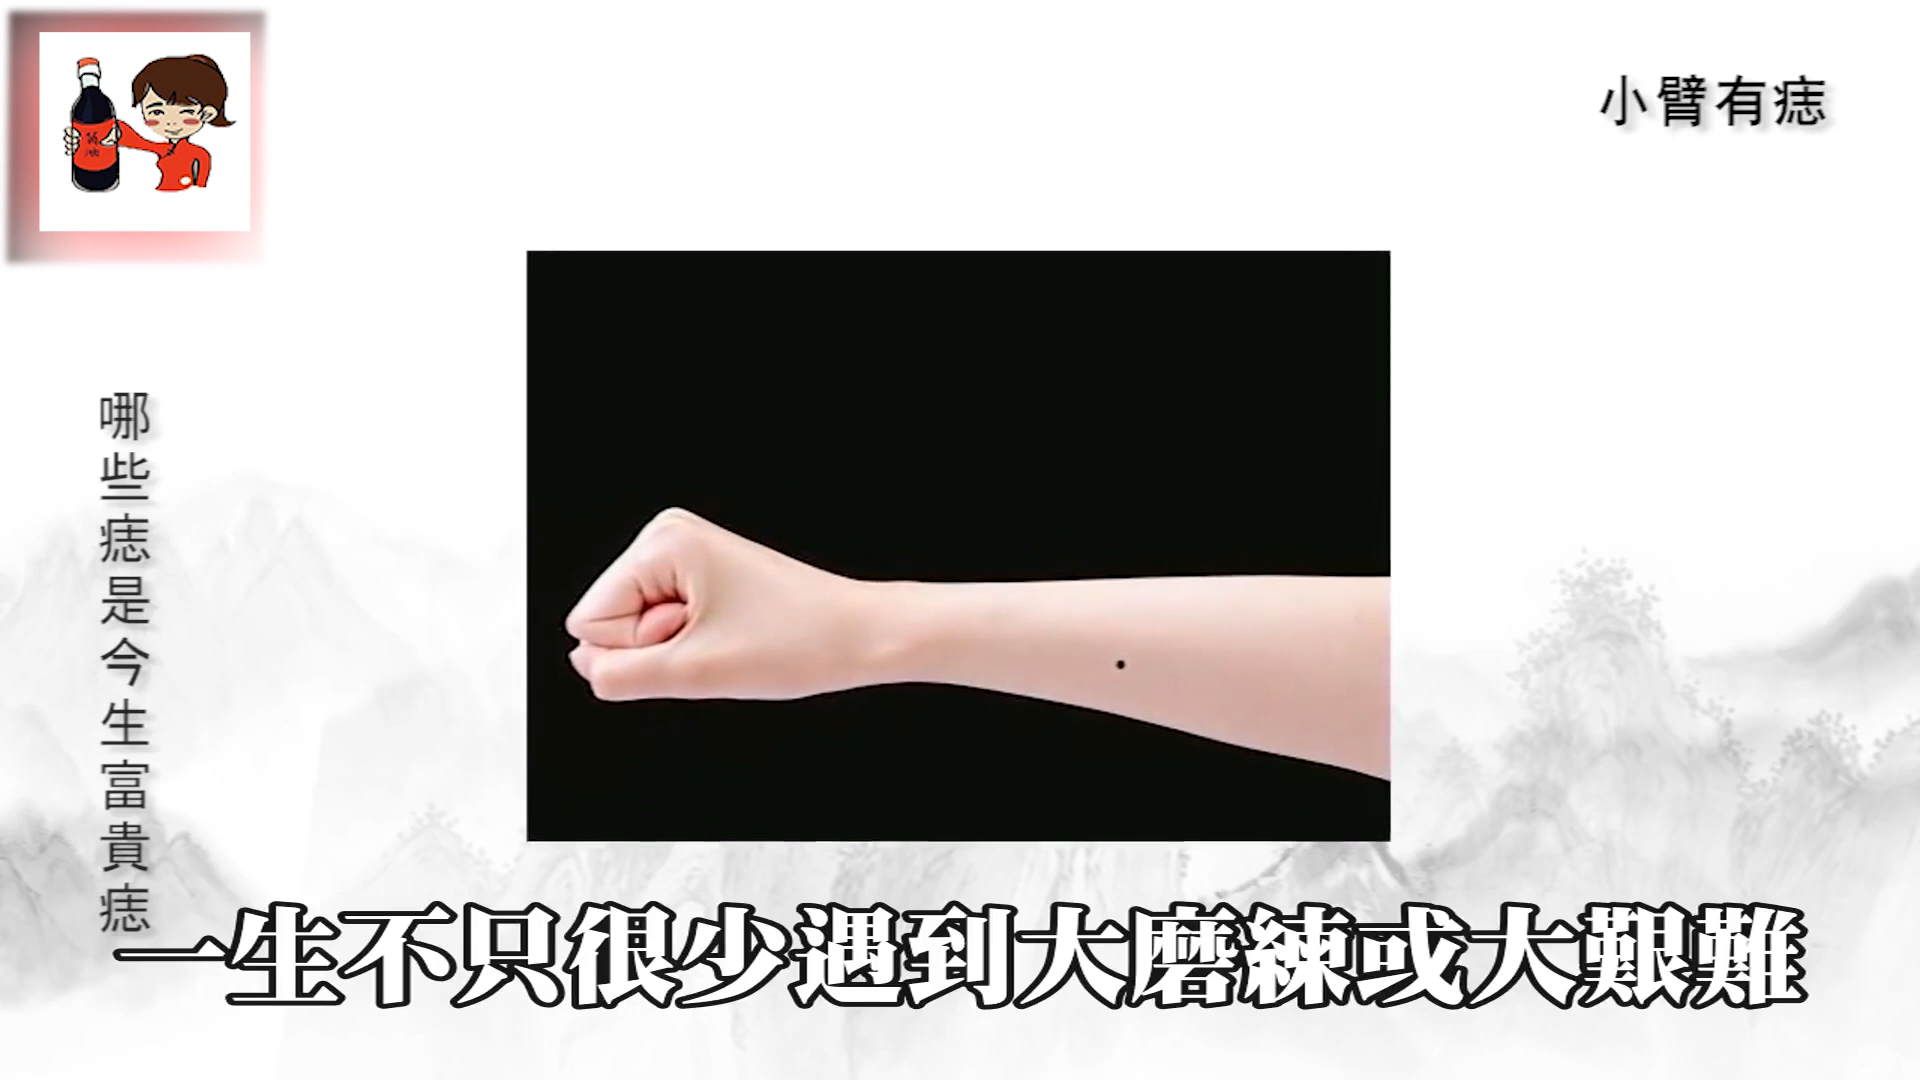 小臂有痣
哪些痣是今生富貴痣
一生不只很少遇到大磨練或大艱難